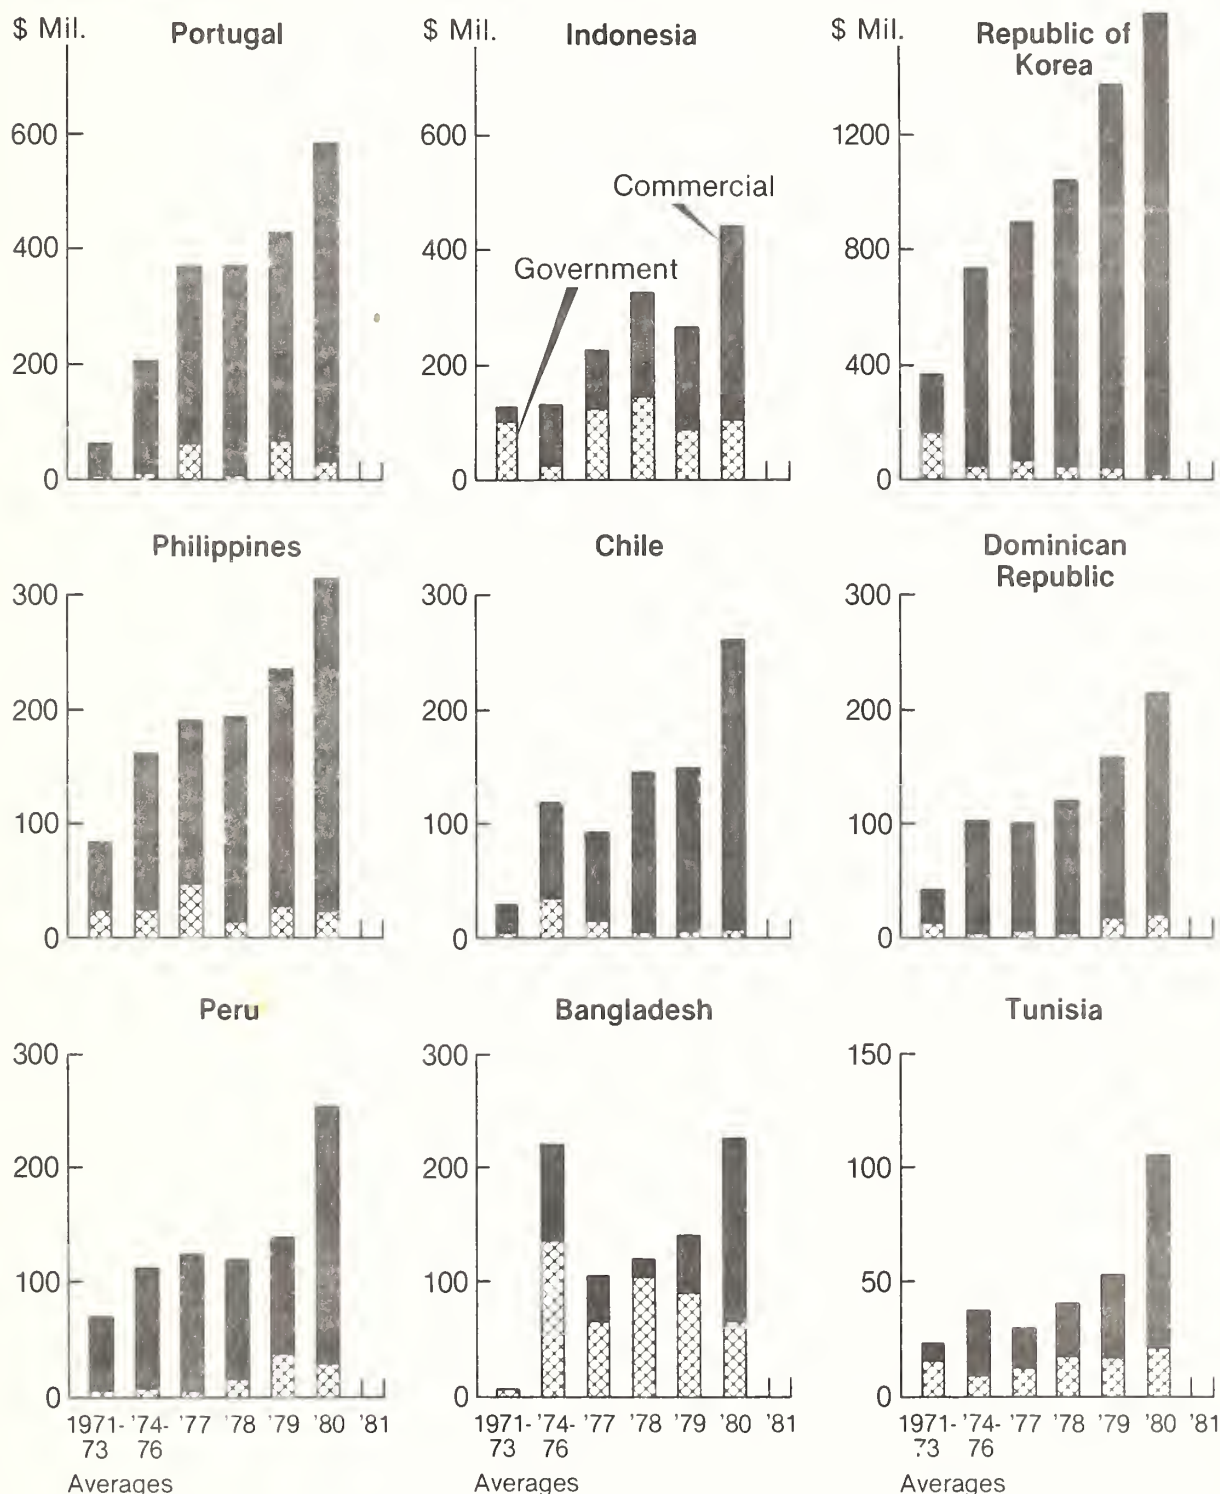 $ Mil. Portugal
600
400
200
0
$ Mil. Indonesia
600
400
200
0
Commercial
Government
$ Mil. Republic of
Korea
1200
800
400
0
Philippines
300
200
100
0
Chile
300
200
100
0
Dominican
Republic
300
200
100
0
Peru
300
200
100
0
1971- '74- '77 '78 '79 '80 '81
73 76
Averages
Bangladesh
300
200
100
0
1971- '74- '77 '78 '79 '80 '81
73 76
Averages
Tunisia
150
100
50
0
1971- '74- '77 '78 '79 '80 '81
73 76
Averages